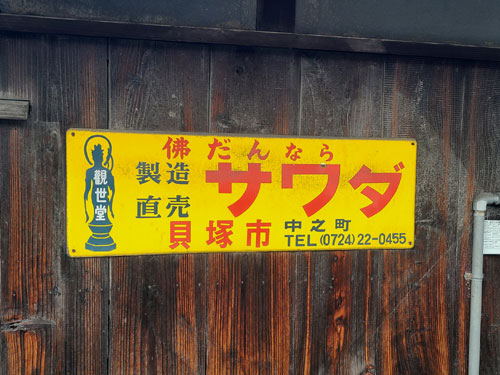 佛だんなら
觀世堂
製造
直売
サワダ
貝塚市
中之町
TEL(0724)22-0455